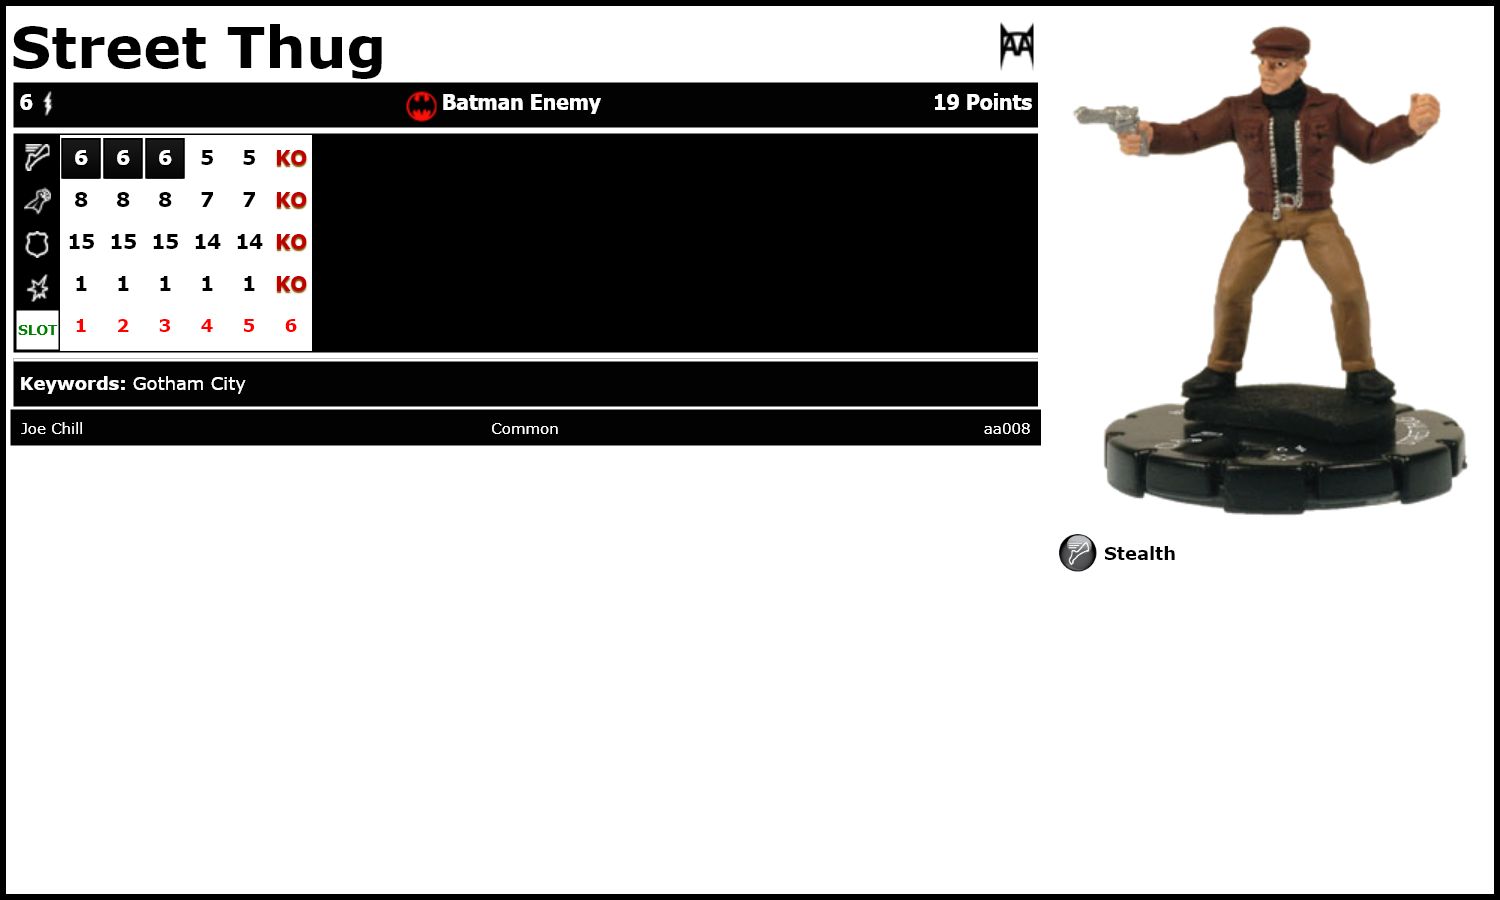 Street Thug
6 Batman Enemy 19 Points
6 6 6 5 5 KO
8 8 8 7 7 KO
15 15 15 14 14 KO
1 1 1 1 1 KO
SLOT 1 2 3 4 5 6
Keywords: Gotham City
Joe Chill Common aa008
Stealth